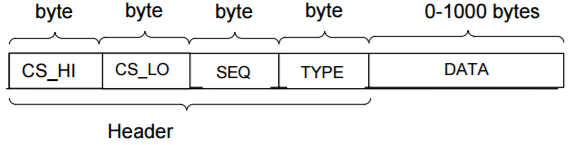 byte byte byte byte 0-1000 bytes
CS_HI CS_LO SEQ TYPE DATA
Header